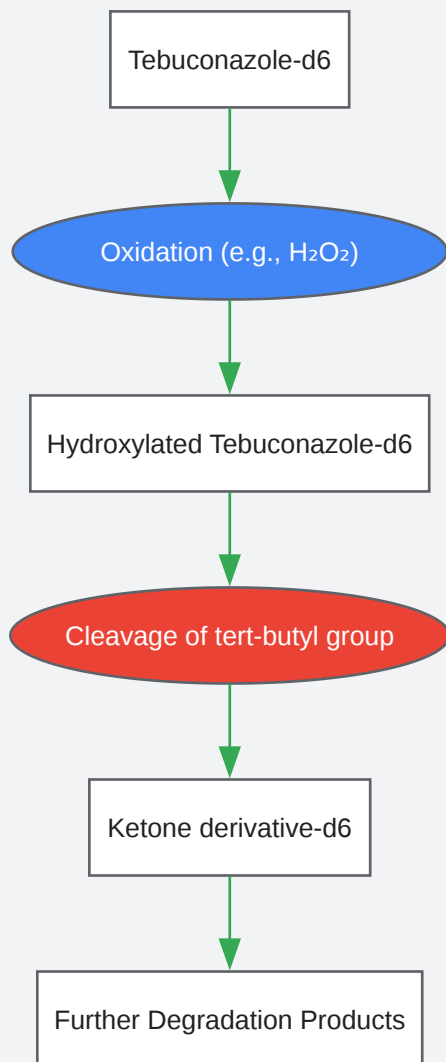 Tebuconazole-d6
Oxidation (e.g., H₂O₂)
Hydroxylated Tebuconazole-d6
Cleavage of tert-butyl group
Ketone derivative-d6
Further Degradation Products